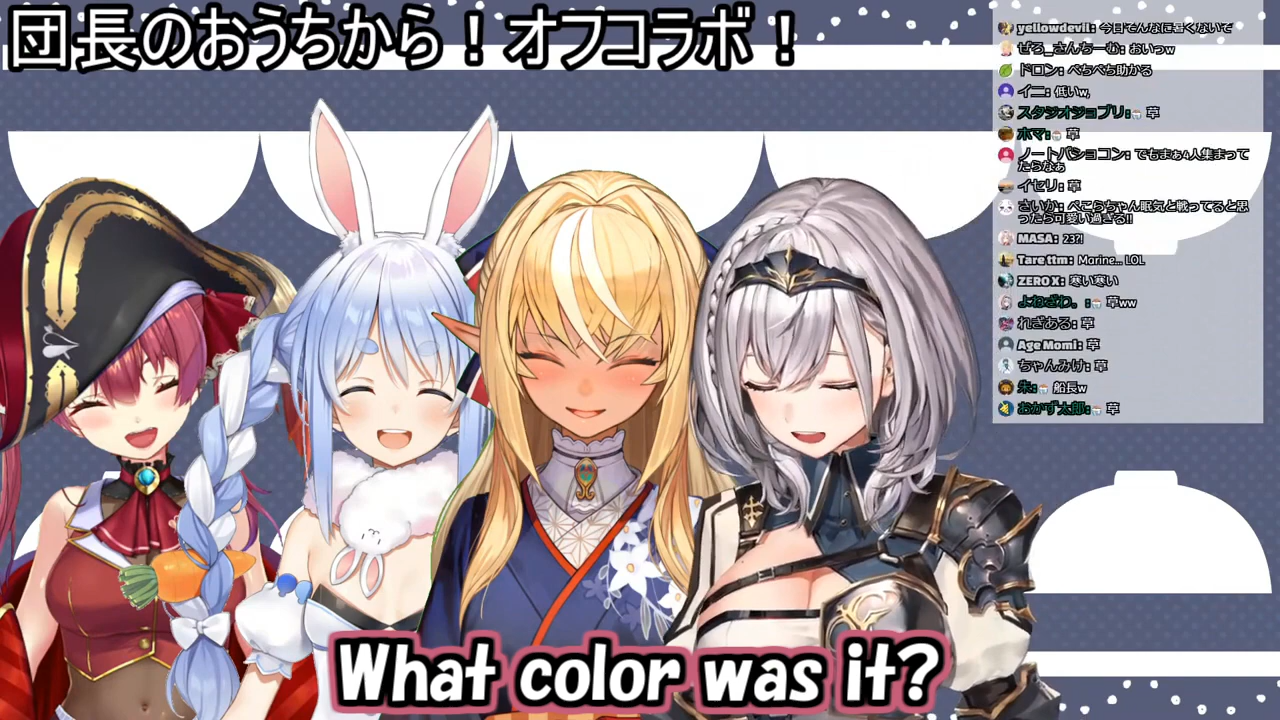 団長のおうちから！オフコラボ！
yellowdevil: 今日そんなに暑くないぞ
ぜろ_さんちーむ: おいっw
ドロン: ぺちぺち助かる
イニ: 低いw,
スタジオジョブリ: 草
ホマ: 草
ノートパショコン: でもまぁ4人集まって
たらなぁ
イセリ: 草
さいか: ぺこらちゃん眠気と戦ってると思
ったら可愛い過ぎる!!
MASA: 23?!
Tare ttm: Marine... LOL
ZERO X: 寒い寒い
よねざわ。: 草ww
れぎある: 草
Age Momi: 草
ちゃんみけ: 草
朱: 船長w
おかず太郎: 草
What color was it?